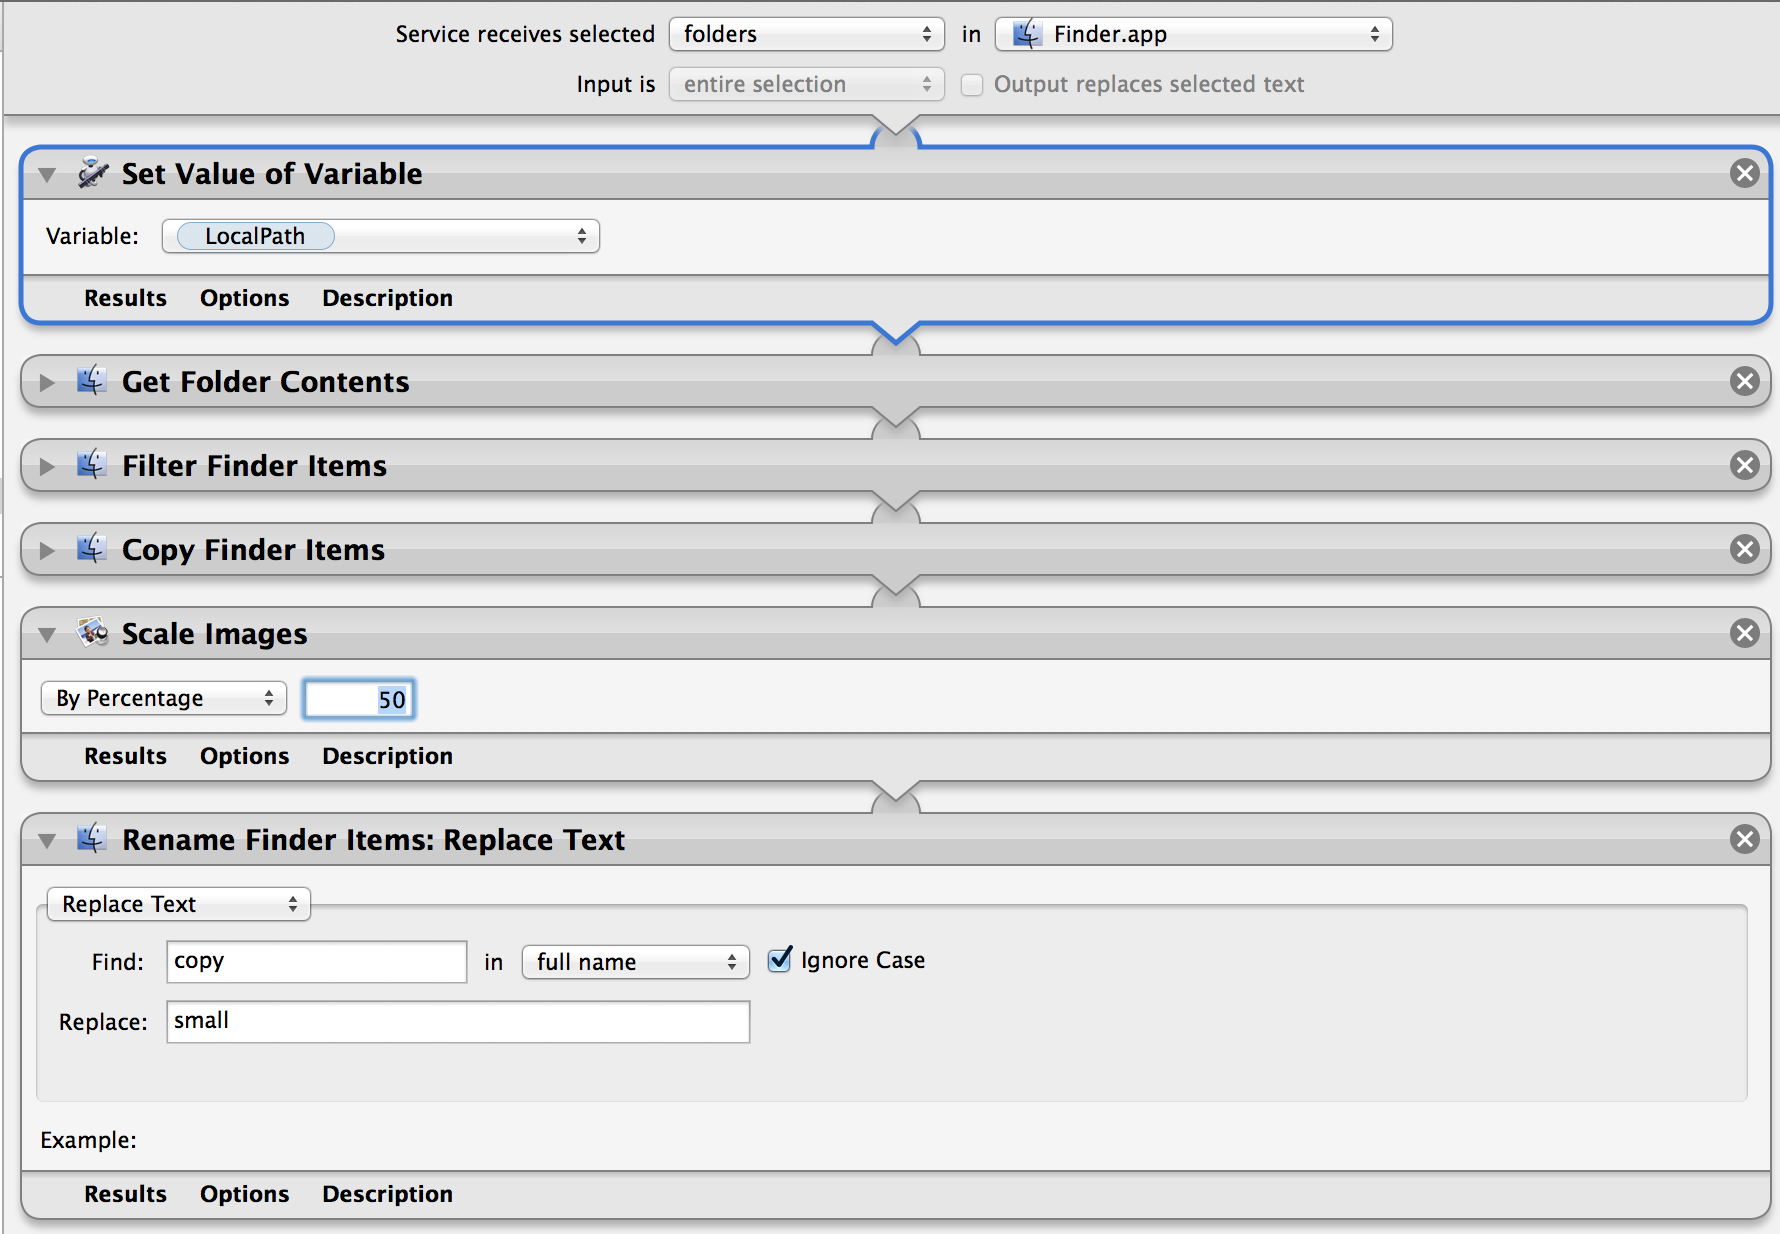 Service receives selected folders in Finder.app
Input is entire selection Output replaces selected text
Set Value of Variable
Variable: LocalPath
Results Options Description
Get Folder Contents
Filter Finder Items
Copy Finder Items
Scale Images
By Percentage 50
Results Options Description
Rename Finder Items: Replace Text
Replace Text
Find: copy in full name Ignore Case
Replace: small
Example:
Results Options Description